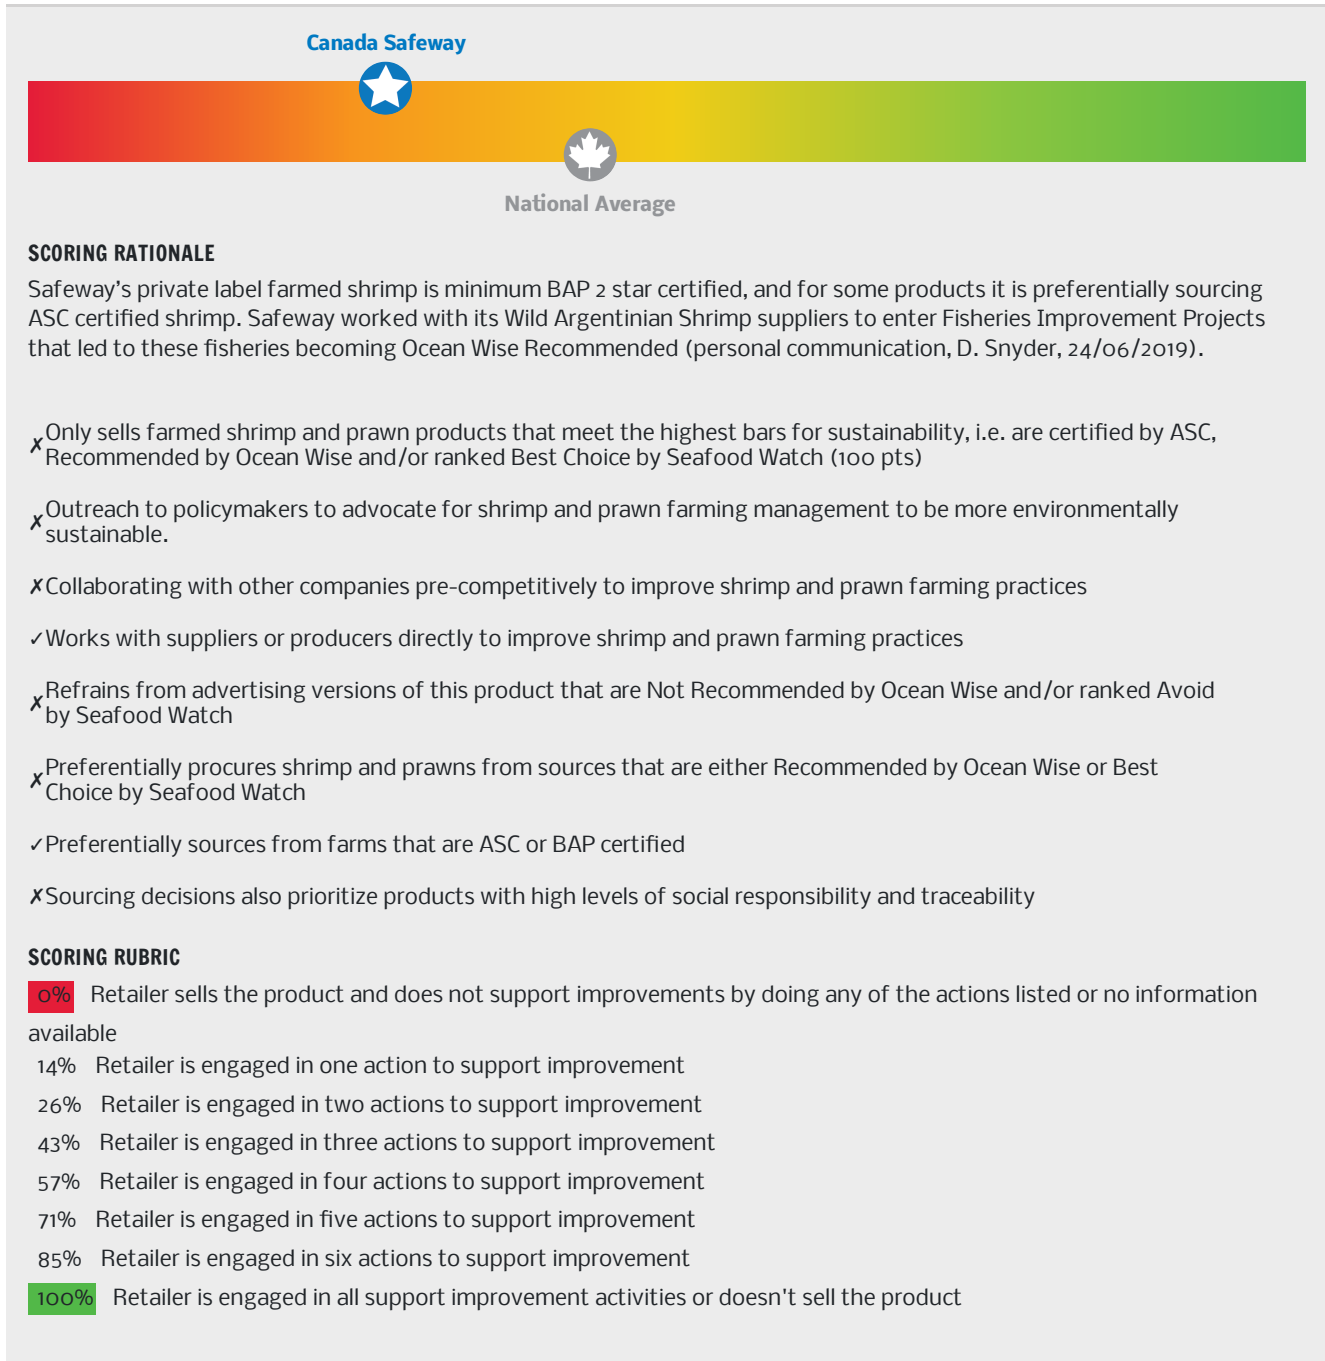 Canada Safeway
National Average
SCORING RATIONALE
Safeway's private label farmed shrimp is minimum BAP 2 star certified, and for some products it is preferentially sourcing
ASC certified shrimp. Safeway worked with its Wild Argentinian Shrimp suppliers to enter Fisheries Improvement Projects
that led to these fisheries becoming Ocean Wise Recommended (personal communication, D. Snyder, 24/06/2019).
✗Only sells farmed shrimp and prawn products that meet the highest bars for sustainability, i.e. are certified by ASC,
Recommended by Ocean Wise and/or ranked Best Choice by Seafood Watch (100 pts)
✗Outreach to policymakers to advocate for shrimp and prawn farming management to be more environmentally
sustainable.
✗Collaborating with other companies pre-competitively to improve shrimp and prawn farming practices
✓Works with suppliers or producers directly to improve shrimp and prawn farming practices
✗Refrains from advertising versions of this product that are Not Recommended by Ocean Wise and/or ranked Avoid
by Seafood Watch
✗Preferentially procures shrimp and prawns from sources that are either Recommended by Ocean Wise or Best
Choice by Seafood Watch
✓Preferentially sources from farms that are ASC or BAP certified
✗Sourcing decisions also prioritize products with high levels of social responsibility and traceability
SCORING RUBRIC
0% Retailer sells the product and does not support improvements by doing any of the actions listed or no information
available
14% Retailer is engaged in one action to support improvement
26% Retailer is engaged in two actions to support improvement
43% Retailer is engaged in three actions to support improvement
57% Retailer is engaged in four actions to support improvement
71% Retailer is engaged in five actions to support improvement
85% Retailer is engaged in six actions to support improvement
100% Retailer is engaged in all support improvement activities or doesn't sell the product